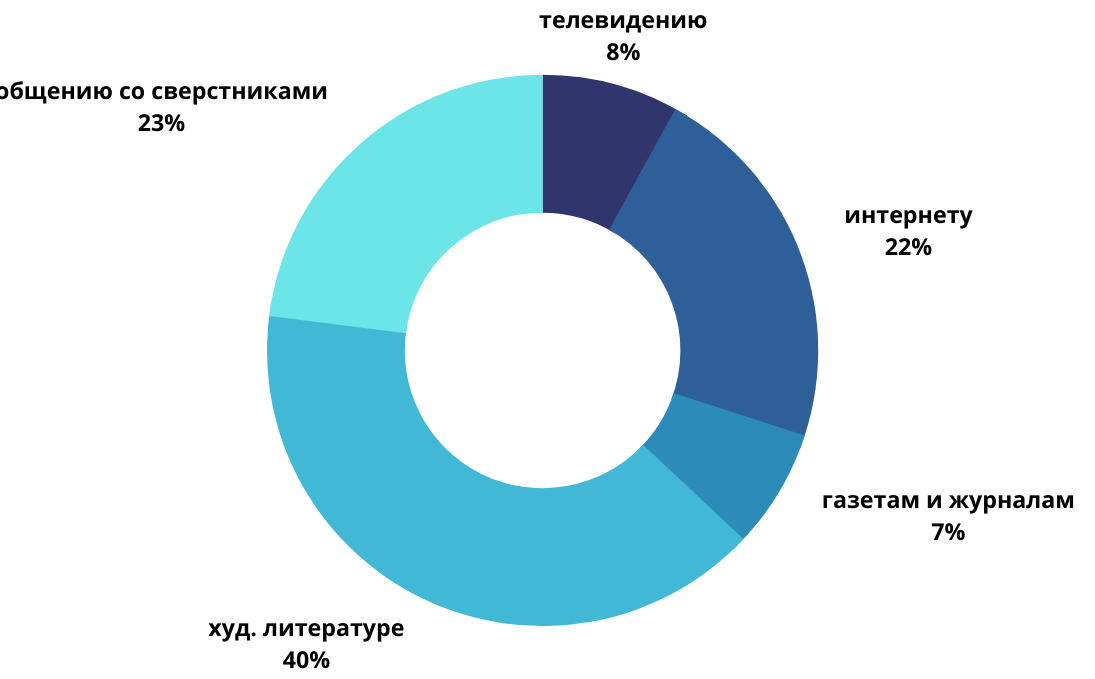 телевидению
8%
общению со сверстниками
23%
интернету
22%
газетам и журналам
7%
худ. литературе
40%